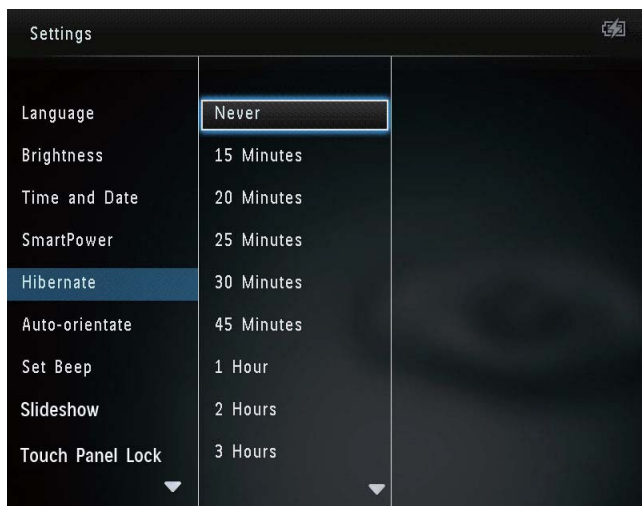 Settings
Language
Brightness
Time and Date
SmartPower
Hibernate
Auto-orientate
Set Beep
Slideshow
Touch Panel Lock
Never
15 Minutes
20 Minutes
25 Minutes
30 Minutes
45 Minutes
1 Hour
2 Hours
3 Hours